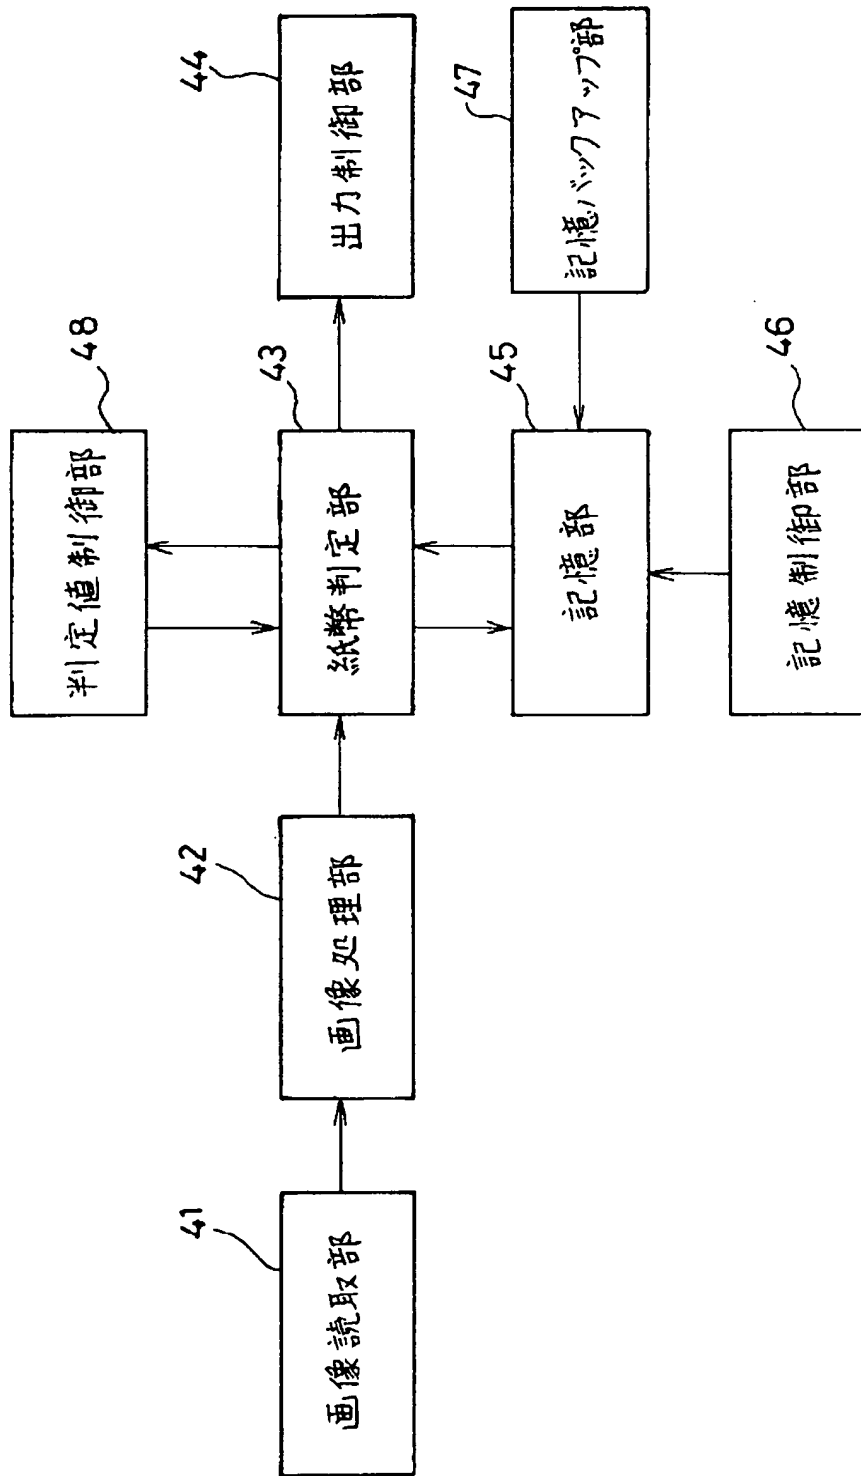 41
画像読取部
42
画像処理部
48
判定値制御部
43
紙幣判定部
44
出力制御部
45
記憶部
47
記憶バックアップ部
46
記憶制御部